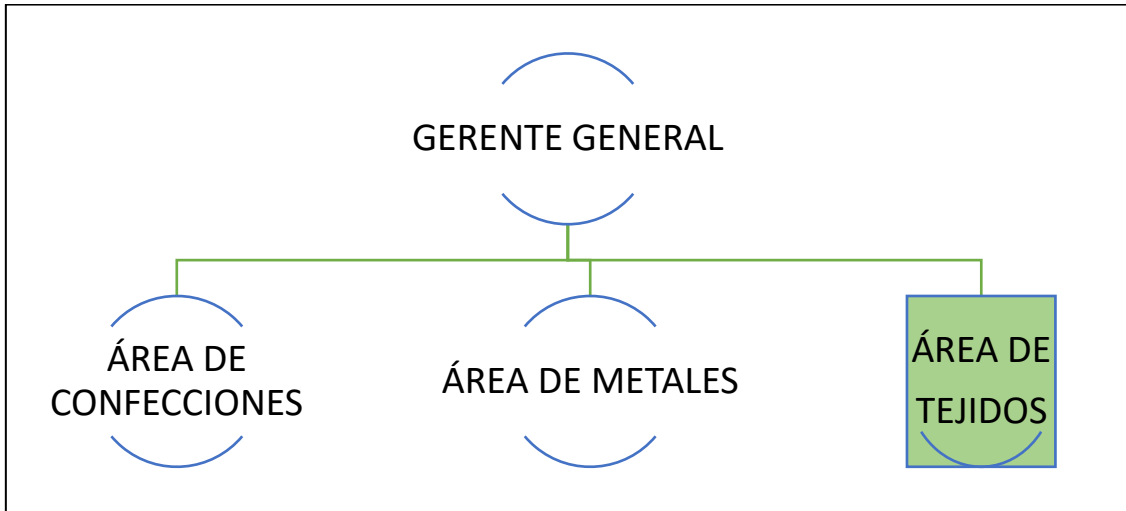 GERENTE GENERAL
ÁREA DE
CONFECCIONES
ÁREA DE METALES
ÁREA DE
TEJIDOS